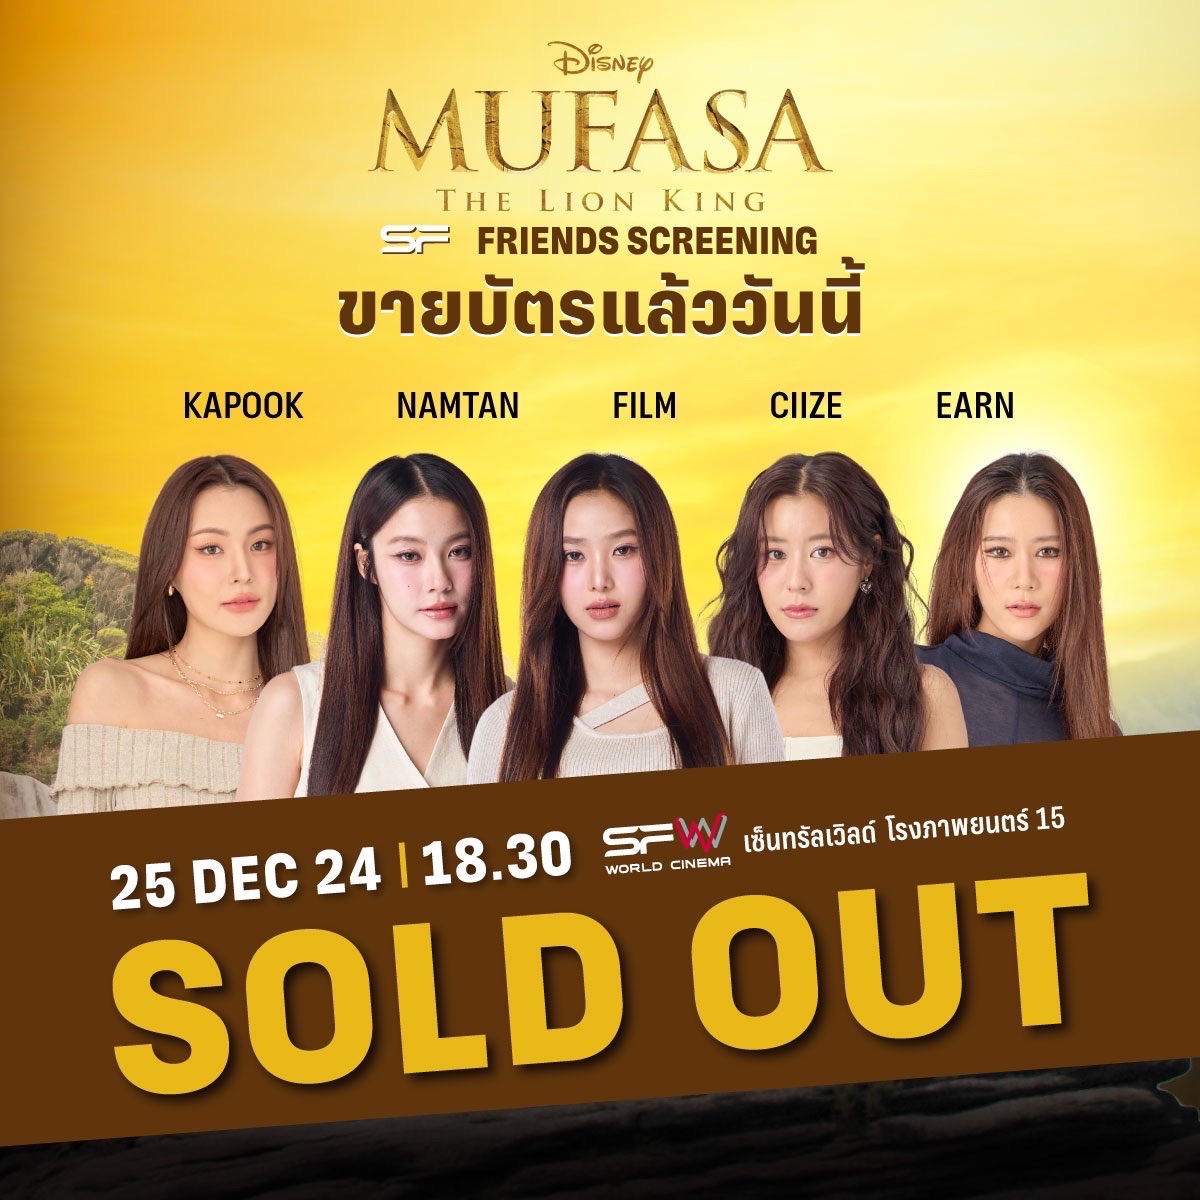 Disney
MUFASA
THE LION KING
SF FRIENDS SCREENING
ขายบัตรแล้ววันนี้
KAPOOK NAMTAN FILM CIIZE EARN
25 DEC 24 | 18.30 SFW WORLD CINEMA เซ็นทรัลเวิลด์ โรงภาพยนตร์ 15
SOLD OUT